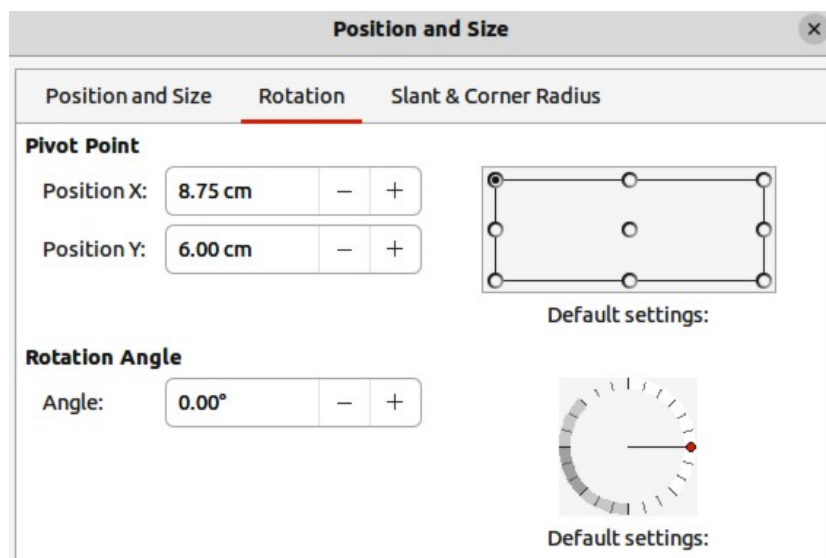 Position and Size
Position and Size Rotation Slant & Corner Radius
Pivot Point
Position X: 8.75 cm − +
Position Y: 6.00 cm − +
Default settings:
Rotation Angle
Angle: 0.00° − +
Default settings: